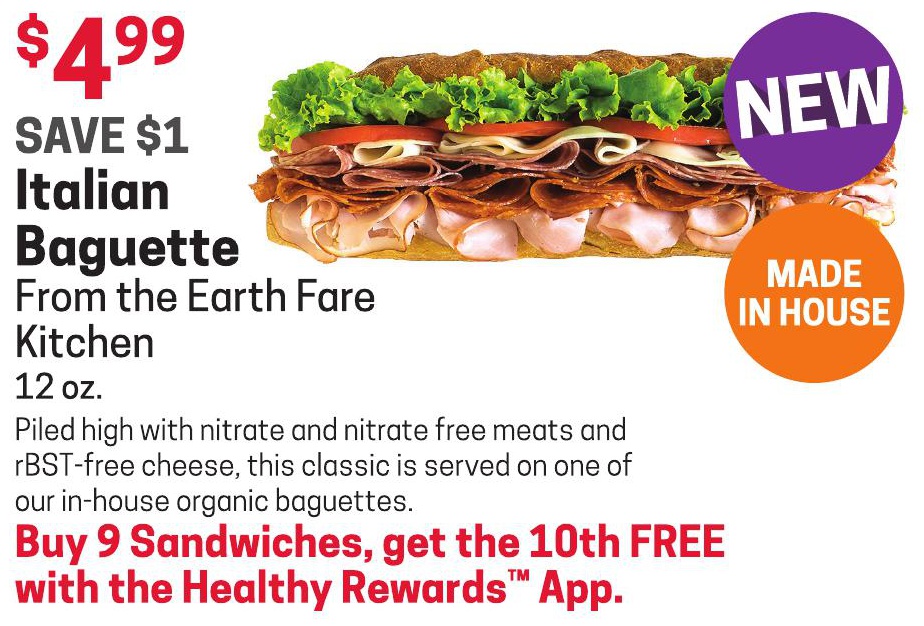 $4.99
SAVE $1
Italian
Baguette
From the Earth Fare
Kitchen
12 oz.
Piled high with nitrate and nitrate free meats and
rBST-free cheese, this classic is served on one of
our in-house organic baguettes.
Buy 9 Sandwiches, get the 10th FREE
with the Healthy Rewards™ App.
NEW
MADE
IN HOUSE